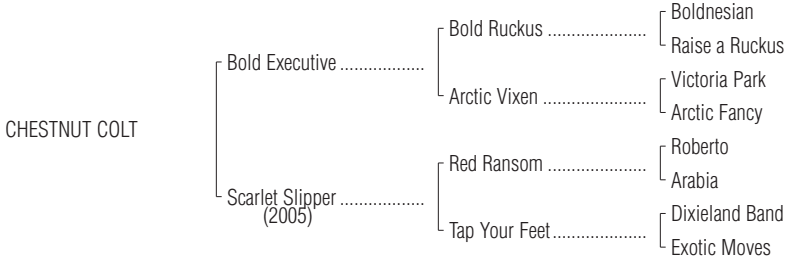 Boldnesian
Bold Ruckus ......................
Raise a Ruckus
Bold Executive ..................
Victoria Park
Arctic Vixen ......................
Arctic Fancy
CHESTNUT COLT
Roberto
Red Ransom ......................
Arabia
Scarlet Slipper ..................
(2005)
Dixieland Band
Tap Your Feet.....................
Exotic Moves